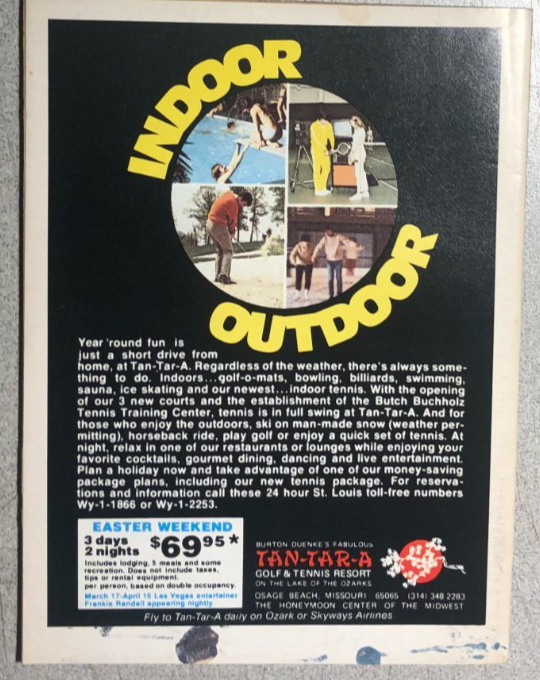 INDOOR
OUTDOOR
Year 'round fun is
just a short drive from
home, at Tan-Tar-A. Regardless of the weather, there's always some-
thing to do. Indoors...golf-o-mats, bowling, billiards, swimming,
sauna, ice skating and our newest...indoor tennis. With the opening
of our 3 new courts and the establishment of the Butch Buchholz
Tennis Training Center, tennis is in full swing at Tan-Tar-A. And for
those who enjoy the outdoors, ski on man-made snow (weather per-
mitting), horseback ride, play golf or enjoy a quick set of tennis. At
night, relax in one of our restaurants or lounges while enjoying your
favorite cocktails, gourmet dining, dancing and live entertainment.
Plan a holiday now and take advantage of one of our money-saving
package plans, including our new tennis package. For reserva-
tions and information call these 24 hour St. Louis toll-free numbers
Wy-1-1866 or Wy-1-2253.
EASTER WEEKEND
3 days
2 nights $69.95*
Includes lodging, 5 meals and some
recreation. Does not include taxes,
tips or rental equipment.
per person, based on double occupancy.
March 17-April 15 Las Vegas entertainer
Frankie Randall appearing nightly
BURTON DUENKE'S FABULOUS
TAN-TAR-A
GOLF & TENNIS RESORT
ON THE LAKE OF THE OZARKS
OSAGE BEACH, MISSOURI 65065 (314) 348 2283
THE HONEYMOON CENTER OF THE MIDWEST
Fly to Tan-Tar-A daily on Ozark or Skyways Airlines